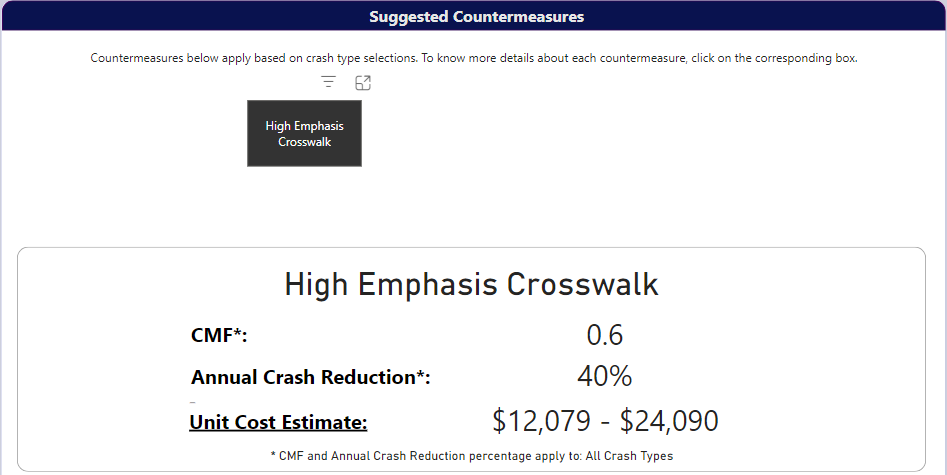 Suggested Countermeasures
Countermeasures below apply based on crash type selections. To know more details about each countermeasure, click on the corresponding box.
High Emphasis
Crosswalk
High Emphasis Crosswalk
CMF*: 0.6
Annual Crash Reduction*: 40%
Unit Cost Estimate: $12,079 - $24,090
* CMF and Annual Crash Reduction percentage apply to: All Crash Types